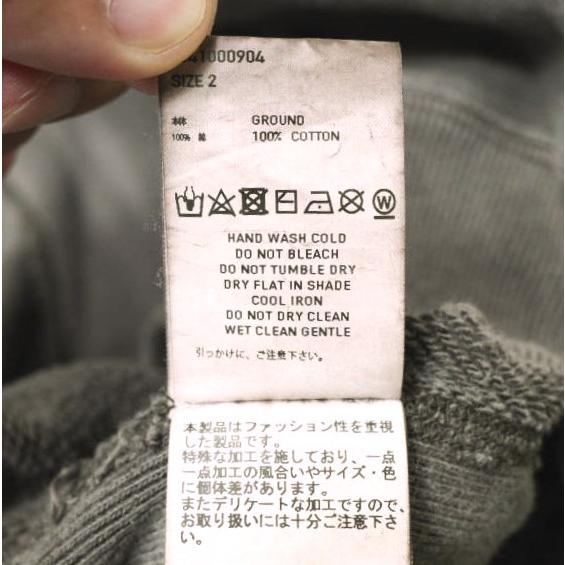 41000904
SIZE 2
本体 GROUND
100% 綿 100% COTTON
W
HAND WASH COLD
DO NOT BLEACH
DO NOT TUMBLE DRY
DRY FLAT IN SHADE
COOL IRON
DO NOT DRY CLEAN
WET CLEAN GENTLE
引っかけに、ご注意下さい。
本製品はファッション性を重視
した製品です。
特殊な加工を施しており、一点
一点加工の風合いやサイズ・色
に個体差があります。
またデリケートな加工ですので、
お取り扱いには十分ご注意下さ
い。